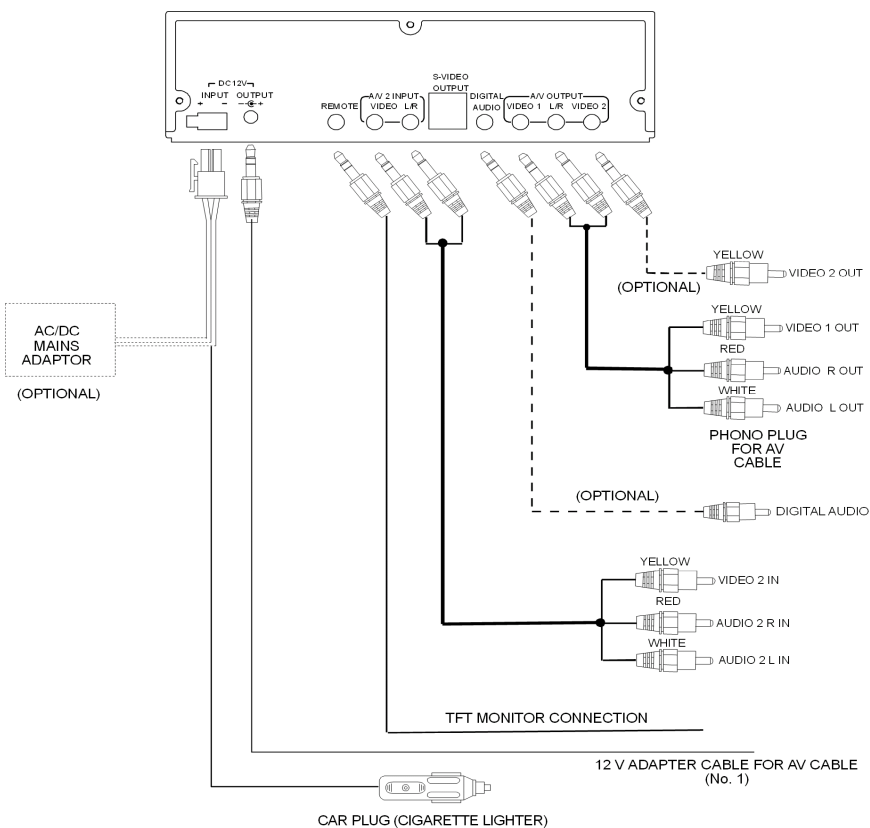 S-VIDEO
OUTPUT
DC 12V
INPUT OUTPUT
+ - - +
REMOTE
A/V 2 INPUT
VIDEO L/R
DIGITAL
AUDIO
A/V OUTPUT
VIDEO 1 L/R VIDEO 2
YELLOW
VIDEO 2 OUT
(OPTIONAL)
YELLOW
VIDEO 1 OUT
RED
AUDIO R OUT
WHITE
AUDIO L OUT
PHONO PLUG
FOR AV
CABLE
AC/DC
MAINS
ADAPTOR
(OPTIONAL)
(OPTIONAL)
DIGITAL AUDIO
YELLOW
VIDEO 2 IN
RED
AUDIO 2 R IN
WHITE
AUDIO 2 L IN
TFT MONITOR CONNECTION
12 V ADAPTER CABLE FOR AV CABLE
(No. 1)
CAR PLUG (CIGARETTE LIGHTER)